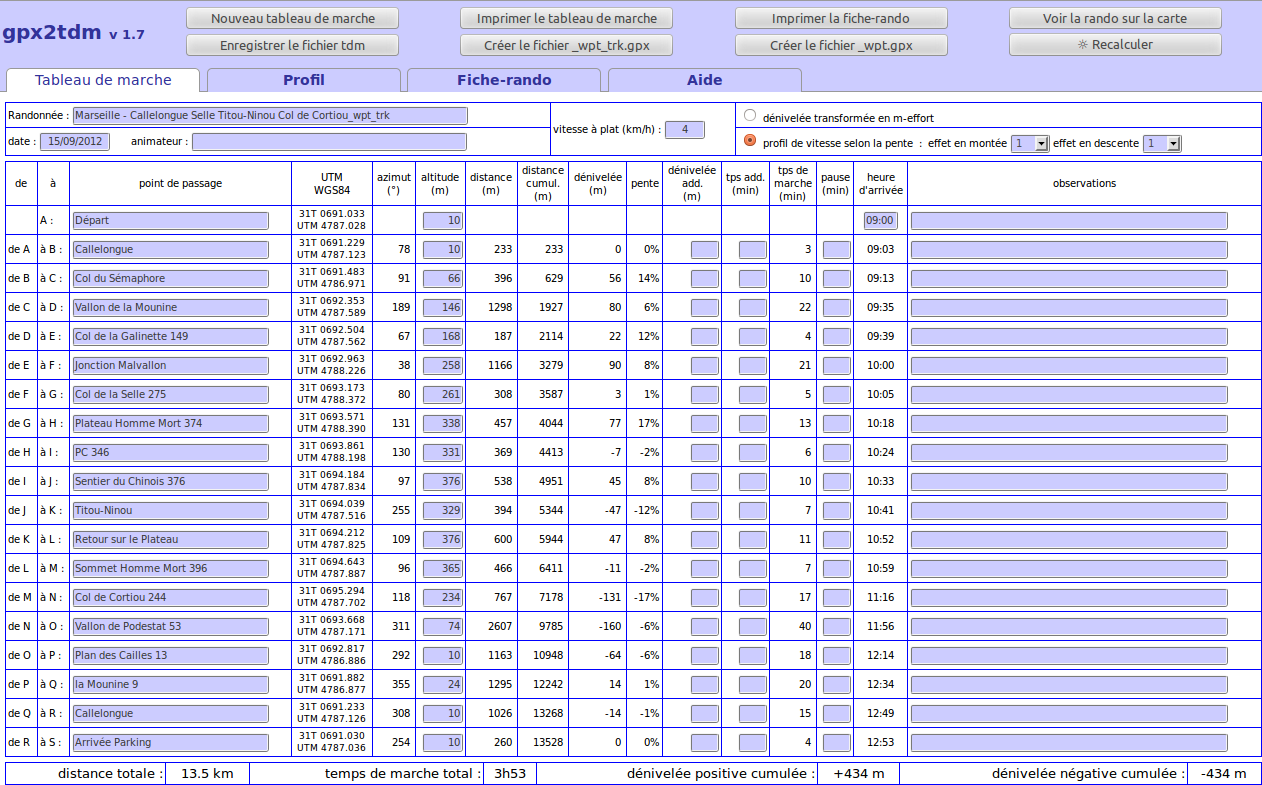 gpx2tdm v 1.7
Nouveau tableau de marche Imprimer le tableau de marche Imprimer la fiche-rando Voir la rando sur la carte
Enregistrer le fichier tdm Créer le fichier _wpt_trk.gpx Créer le fichier _wpt.gpx ☼ Recalculer
Tableau de marche Profil Fiche-rando Aide
Randonnée : Marseille - Callelongue Selle Titou-Ninou Col de Cortiou_wpt_trk
date : 15/09/2012 animateur :
vitesse à plat (km/h) : 4
dénivelée transformée en m-effort
profil de vitesse selon la pente : effet en montée 1 effet en descente 1
de à point de passage UTM WGS84 azimut (°) altitude (m) distance (m) distance cumul. (m) dénivelée (m) pente dénivelée add. (m) tps add. (min) tps de marche (min) pause (min) heure d'arrivée observations
A : Départ 31T 0691.033 UTM 4787.028 10 09:00
de A à B : Callelongue 31T 0691.229 UTM 4787.123 78 10 233 233 0 0% 3 09:03
de B à C : Col du Sémaphore 31T 0691.483 UTM 4786.971 91 66 396 629 56 14% 10 09:13
de C à D : Vallon de la Mounine 31T 0692.353 UTM 4787.589 189 146 1298 1927 80 6% 22 09:35
de D à E : Col de la Galinette 149 31T 0692.504 UTM 4787.562 67 168 187 2114 22 12% 4 09:39
de E à F : Jonction Malvallon 31T 0692.963 UTM 4788.226 38 258 1166 3279 90 8% 21 10:00
de F à G : Col de la Selle 275 31T 0693.173 UTM 4788.372 80 261 308 3587 3 1% 5 10:05
de G à H : Plateau Homme Mort 374 31T 0693.571 UTM 4788.390 131 338 457 4044 77 17% 13 10:18
de H à I : PC 346 31T 0693.861 UTM 4788.198 130 331 369 4413 -7 -2% 6 10:24
de I à J : Sentier du Chinois 376 31T 0694.184 UTM 4787.834 97 376 538 4951 45 8% 10 10:33
de J à K : Titou-Ninou 31T 0694.039 UTM 4787.516 255 329 394 5344 -47 -12% 7 10:41
de K à L : Retour sur le Plateau 31T 0694.212 UTM 4787.825 109 376 600 5944 47 8% 11 10:52
de L à M : Sommet Homme Mort 396 31T 0694.643 UTM 4787.887 96 365 466 6411 -11 -2% 7 10:59
de M à N : Col de Cortiou 244 31T 0695.294 UTM 4787.702 118 234 767 7178 -131 -17% 17 11:16
de N à O : Vallon de Podestat 53 31T 0693.668 UTM 4787.171 311 74 2607 9785 -160 -6% 40 11:56
de O à P : Plan des Cailles 13 31T 0692.817 UTM 4786.886 292 10 1163 10948 -64 -6% 18 12:14
de P à Q : la Mounine 9 31T 0691.882 UTM 4786.877 355 24 1295 12242 14 1% 20 12:34
de Q à R : Callelongue 31T 0691.233 UTM 4787.126 308 10 1026 13268 -14 -1% 15 12:49
de R à S : Arrivée Parking 31T 0691.030 UTM 4787.036 254 10 260 13528 0 0% 4 12:53
distance totale : 13.5 km temps de marche total : 3h53 dénivelée positive cumulée : +434 m dénivelée négative cumulée : -434 m